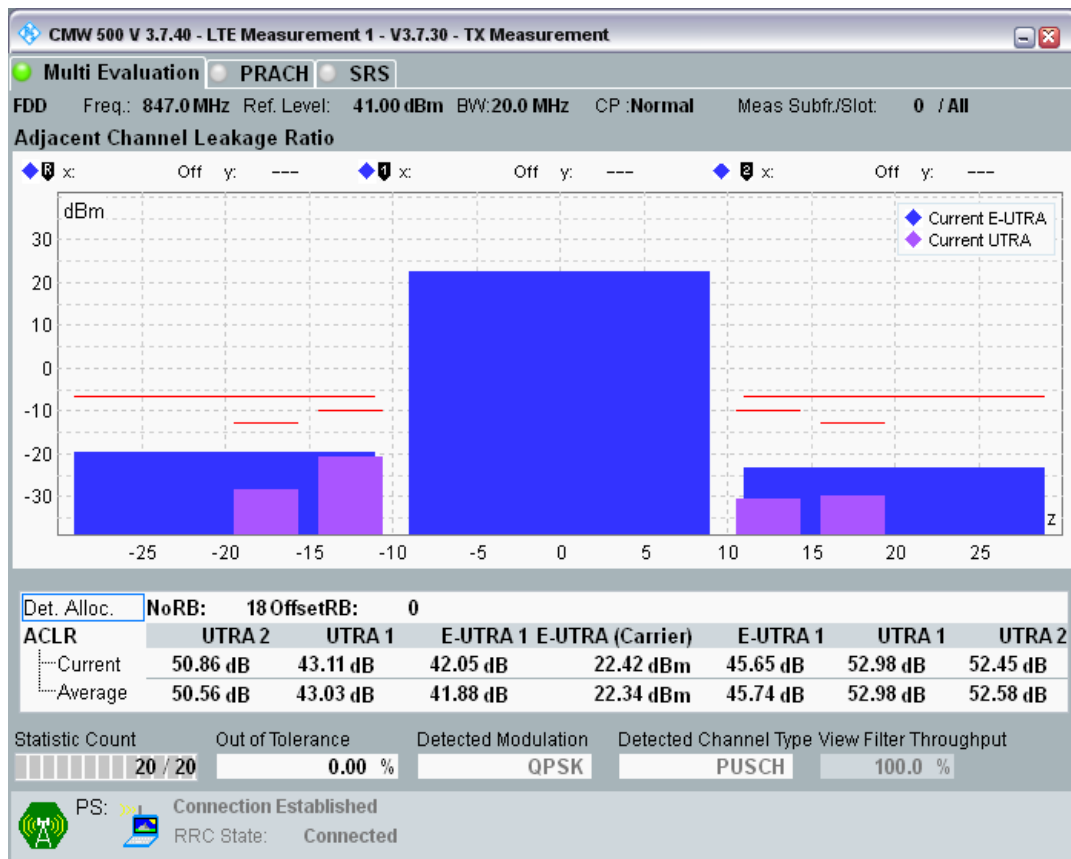 CMW 500 V 3.7.40 - LTE Measurement 1 - V3.7.30 - TX Measurement
Multi Evaluation PRACH SRS
FDD Freq.: 847.0 MHz Ref. Level: 41.00 dBm BW: 20.0 MHz CP :Normal Meas Subfr./Slot: 0 / All
Adjacent Channel Leakage Ratio
R x: Off y: --- 1 x: Off y: --- 2 x: Off y: ---
dBm
Current E-UTRA
Current UTRA
30
20
10
0
-10
-20
-30
z
-25 -20 -15 -10 -5 0 5 10 15 20 25
Det. Alloc. NoRB: 18 OffsetRB: 0
ACLR UTRA 2 UTRA 1 E-UTRA 1 E-UTRA (Carrier) E-UTRA 1 UTRA 1 UTRA 2
Current 50.86 dB 43.11 dB 42.05 dB 22.42 dBm 45.65 dB 52.98 dB 52.45 dB
Average 50.56 dB 43.03 dB 41.88 dB 22.34 dBm 45.74 dB 52.98 dB 52.58 dB
Statistic Count Out of Tolerance Detected Modulation Detected Channel Type View Filter Throughput
20 / 20 0.00 % QPSK PUSCH 100.0 %
PS: Connection Established
RRC State: Connected